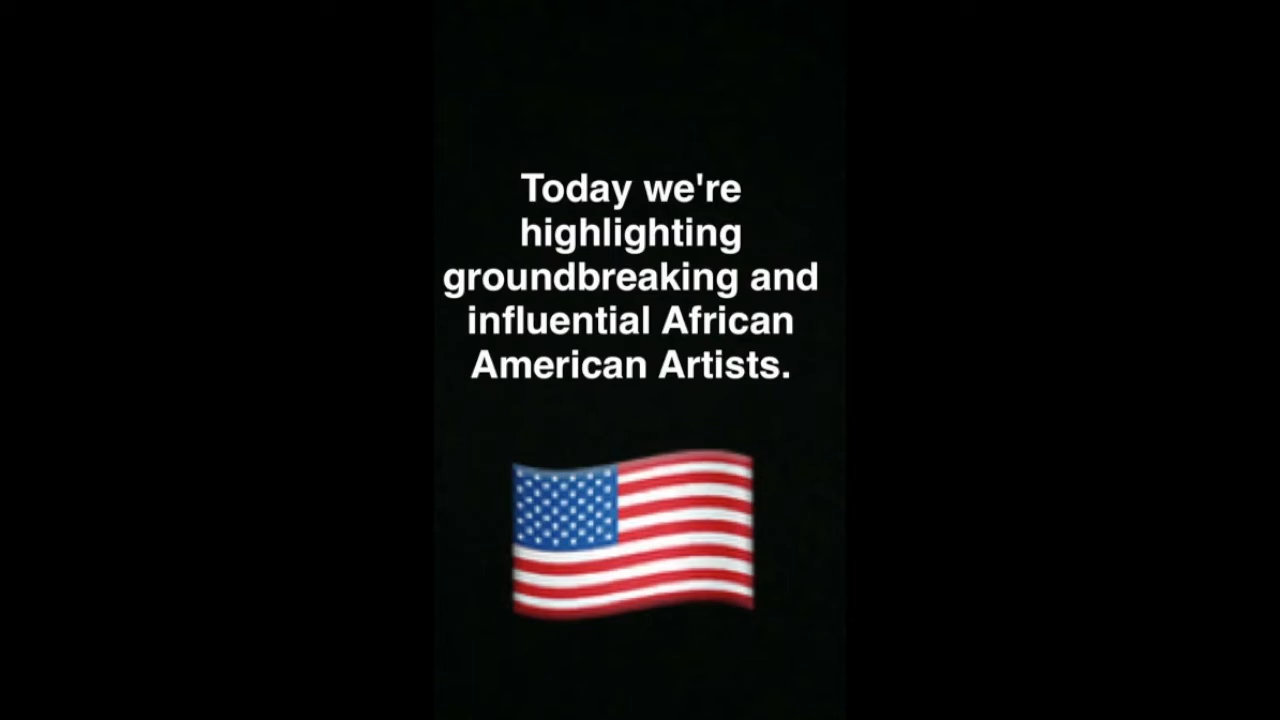 Today we're
highlighting
groundbreaking and
influential African
American Artists.